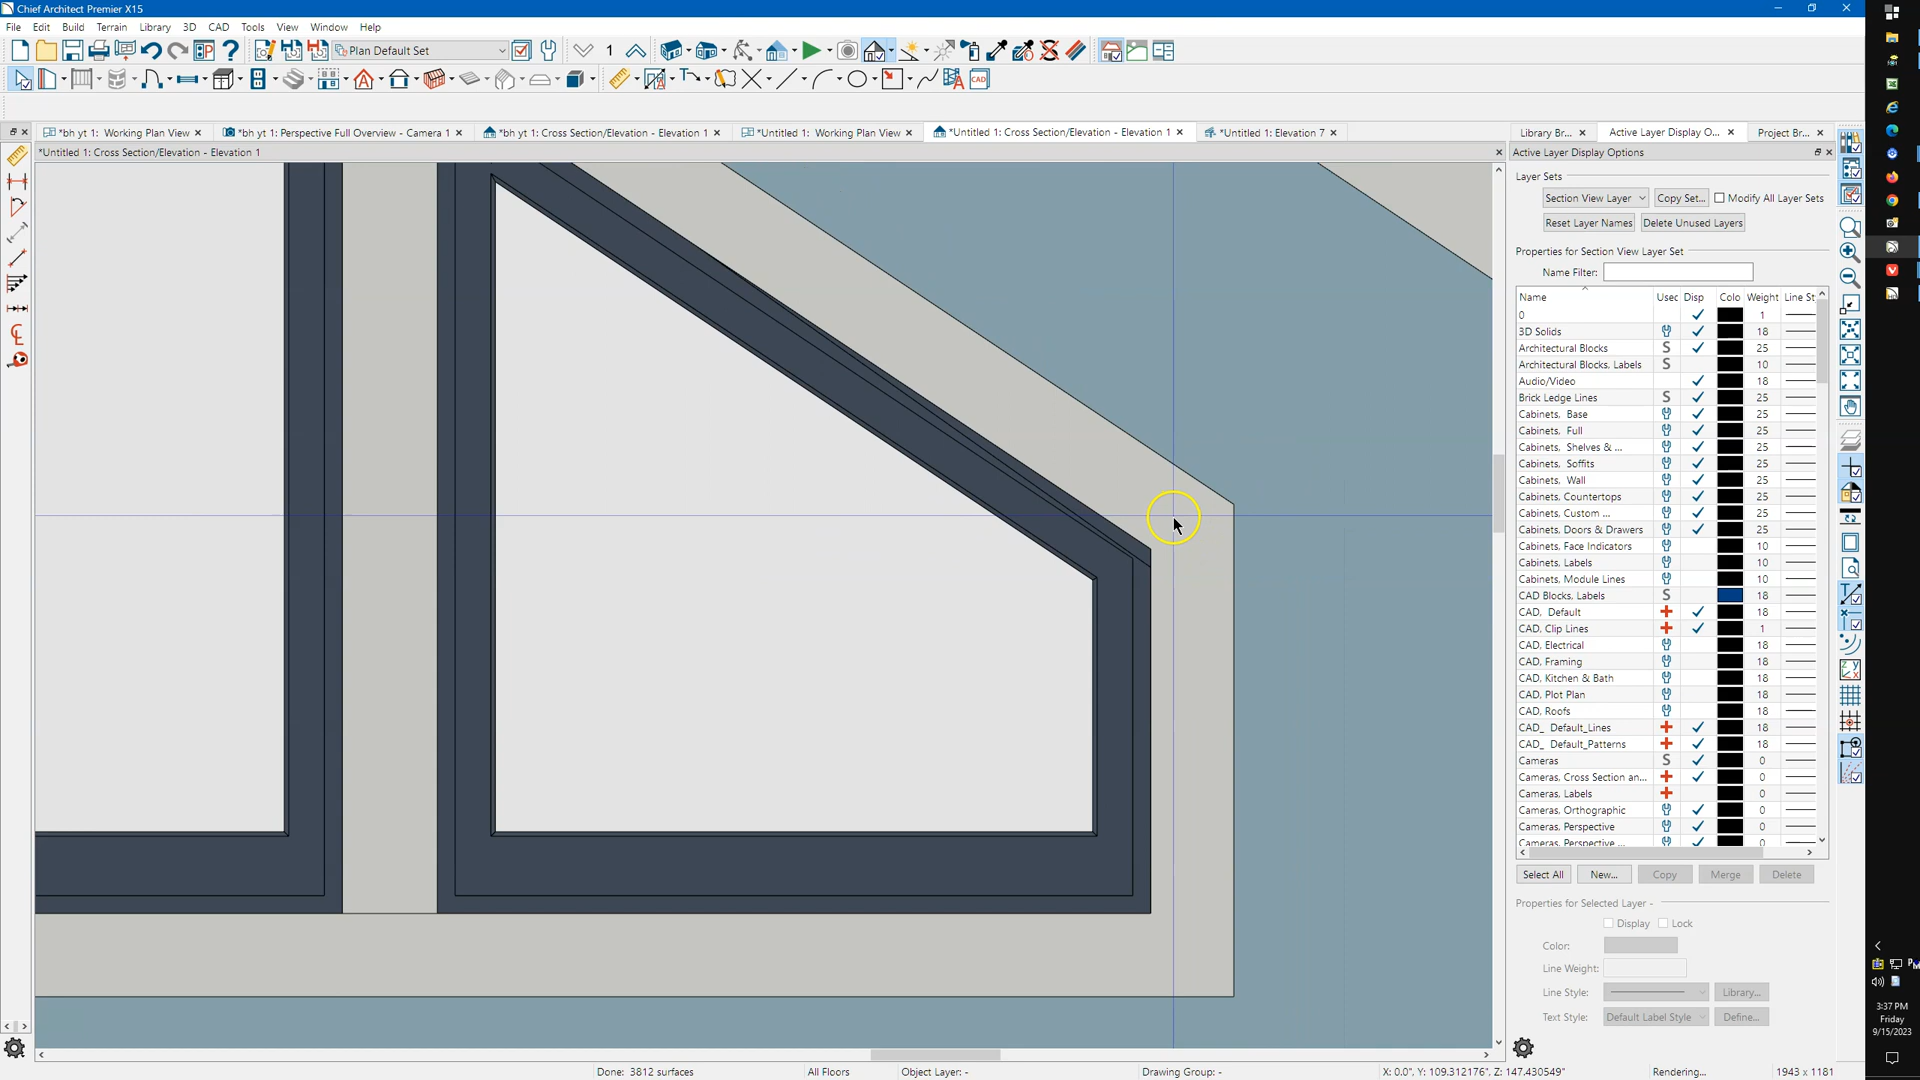 Chief Architect Premier X15
File Edit Build Terrain Library 3D CAD Tools View Window Help
Plan Default Set
1
*bh yt 1: Working Plan View
*bh yt 1: Perspective Full Overview - Camera 1
*bh yt 1: Cross Section/Elevation - Elevation 1
*Untitled 1: Working Plan View
*Untitled 1: Cross Section/Elevation - Elevation 1
*Untitled 1: Elevation 7
Library Br...
Active Layer Display O...
Project Br...
*Untitled 1: Cross Section/Elevation - Elevation 1
Active Layer Display Options
Layer Sets
Section View Layer
Copy Set...
Modify All Layer Sets
Reset Layer Names
Delete Unused Layers
Properties for Section View Layer Set
Name Filter:
Name Usec Disp Colo Weight Line St
0 1
3D Solids 18
Architectural Blocks S 25
Architectural Blocks, Labels S 10
Audio/Video 18
Brick Ledge Lines S 25
Cabinets, Base 25
Cabinets, Full 25
Cabinets, Shelves & ... 25
Cabinets, Soffits 25
Cabinets, Wall 25
Cabinets, Countertops 25
Cabinets, Custom ... 25
Cabinets, Doors & Drawers 25
Cabinets, Face Indicators 10
Cabinets, Labels 10
Cabinets, Module Lines 10
CAD Blocks, Labels S 18
CAD, Default 18
CAD, Clip Lines 1
CAD, Electrical 18
CAD, Framing 18
CAD, Kitchen & Bath 18
CAD, Plot Plan 18
CAD, Roofs 18
CAD_ Default_Lines 18
CAD_ Default_Patterns 18
Cameras S 0
Cameras, Cross Section an... 0
Cameras, Labels 0
Cameras, Orthographic 0
Cameras, Perspective 0
Cameras, Perspective ... 0
Select All
New...
Copy
Merge
Delete
Properties for Selected Layer -
Display
Lock
Color:
Line Weight:
Line Style:
Library...
Text Style:
Default Label Style
Define...
Done: 3812 surfaces
All Floors
Object Layer: -
Drawing Group: -
X: 0.0", Y: 109.312176", Z: 147.430549"
Rendering...
1943 x 1181
3:37 PM
Friday
9/15/2023